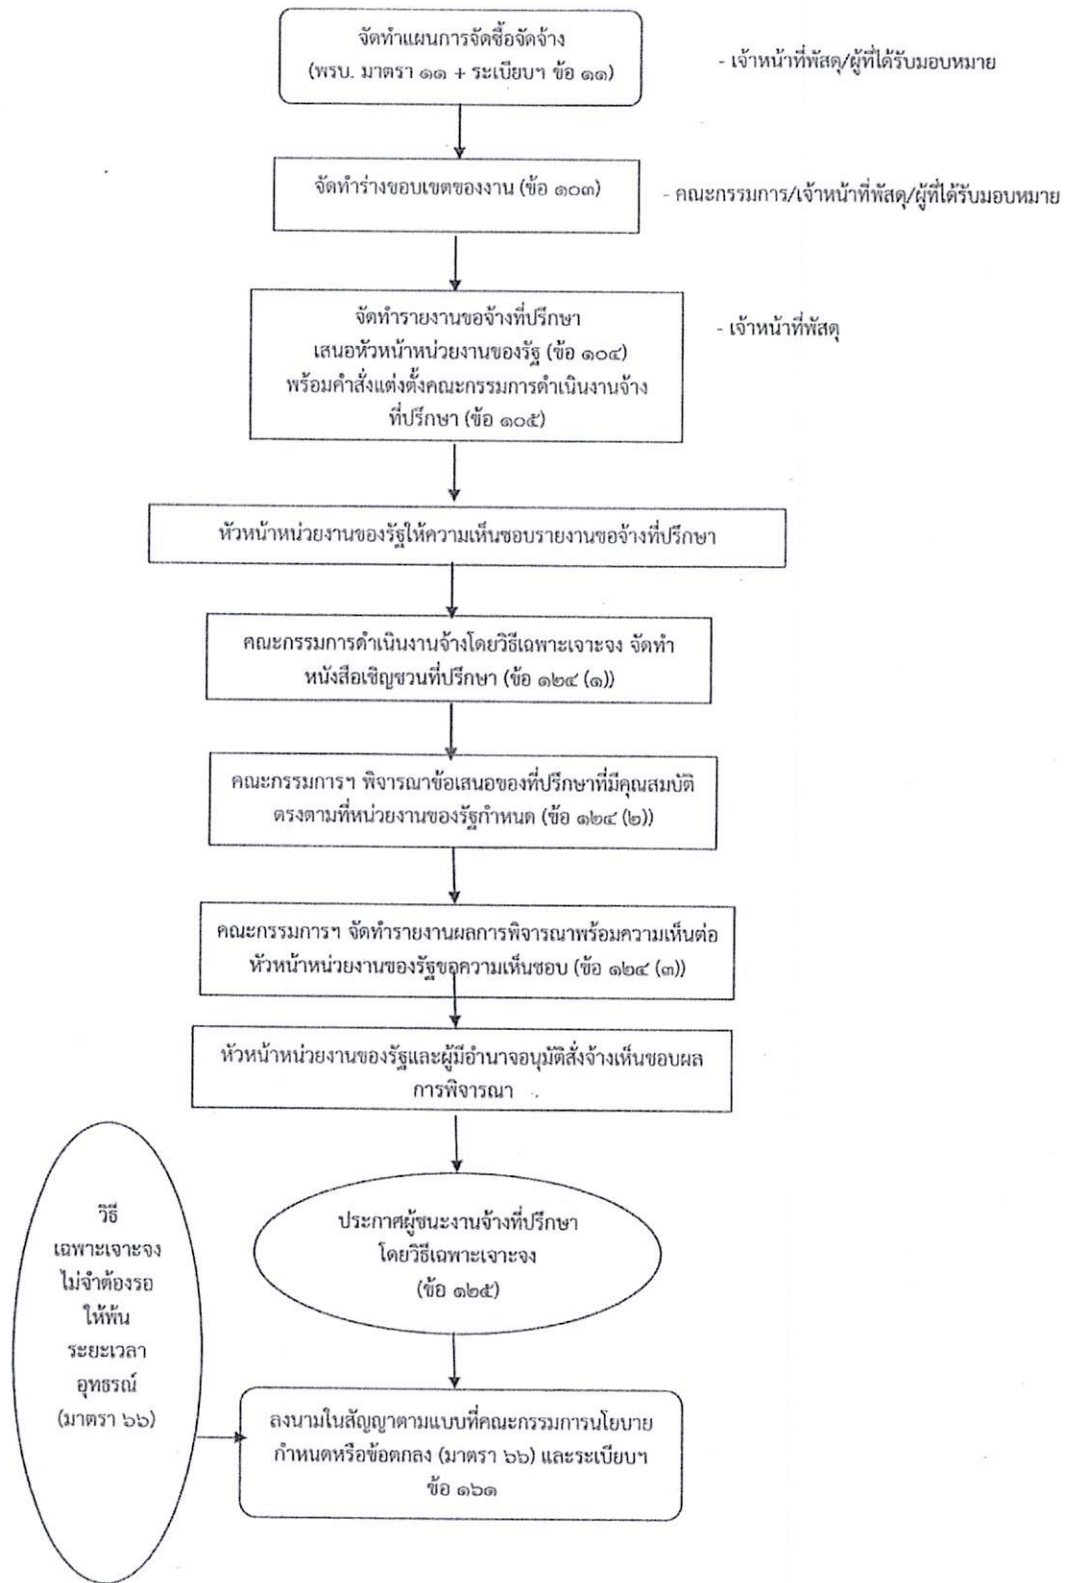 จัดทำแผนการจัดซื้อจัดจ้าง
(พรบ. มาตรา ๑๑ + ระเบียบฯ ข้อ ๑๑)
- เจ้าหน้าที่พัสดุ/ผู้ที่ได้รับมอบหมาย
จัดทำร่างขอบเขตของงาน (ข้อ ๑๐๓)
- คณะกรรมการ/เจ้าหน้าที่พัสดุ/ผู้ที่ได้รับมอบหมาย
จัดทำรายงานขอจ้างที่ปรึกษา
เสนอหัวหน้าหน่วยงานของรัฐ (ข้อ ๑๐๔)
พร้อมคำสั่งแต่งตั้งคณะกรรมการดำเนินงานจ้าง
ที่ปรึกษา (ข้อ ๑๐๕)
- เจ้าหน้าที่พัสดุ
หัวหน้าหน่วยงานของรัฐให้ความเห็นชอบรายงานขอจ้างที่ปรึกษา
คณะกรรมการดำเนินงานจ้างโดยวิธีเฉพาะเจาะจง จัดทำ
หนังสือเชิญชวนที่ปรึกษา (ข้อ ๑๒๔ (๑))
คณะกรรมการฯ พิจารณาข้อเสนอของที่ปรึกษาที่มีคุณสมบัติ
ตรงตามที่หน่วยงานของรัฐกำหนด (ข้อ ๑๒๔ (๒))
คณะกรรมการฯ จัดทำรายงานผลการพิจารณาพร้อมความเห็นต่อ
หัวหน้าหน่วยงานของรัฐขอความเห็นชอบ (ข้อ ๑๒๔ (๓))
หัวหน้าหน่วยงานของรัฐและผู้มีอำนาจอนุมัติสั่งจ้างเห็นชอบผล
การพิจารณา
ประกาศผู้ชนะงานจ้างที่ปรึกษา
โดยวิธีเฉพาะเจาะจง
(ข้อ ๑๒๕)
วิธี
เฉพาะเจาะจง
ไม่จำต้องรอ
ให้พ้น
ระยะเวลา
อุทธรณ์
(มาตรา ๖๖)
ลงนามในสัญญาตามแบบที่คณะกรรมการนโยบาย
กำหนดหรือข้อตกลง (มาตรา ๖๖) และระเบียบฯ
ข้อ ๑๖๑